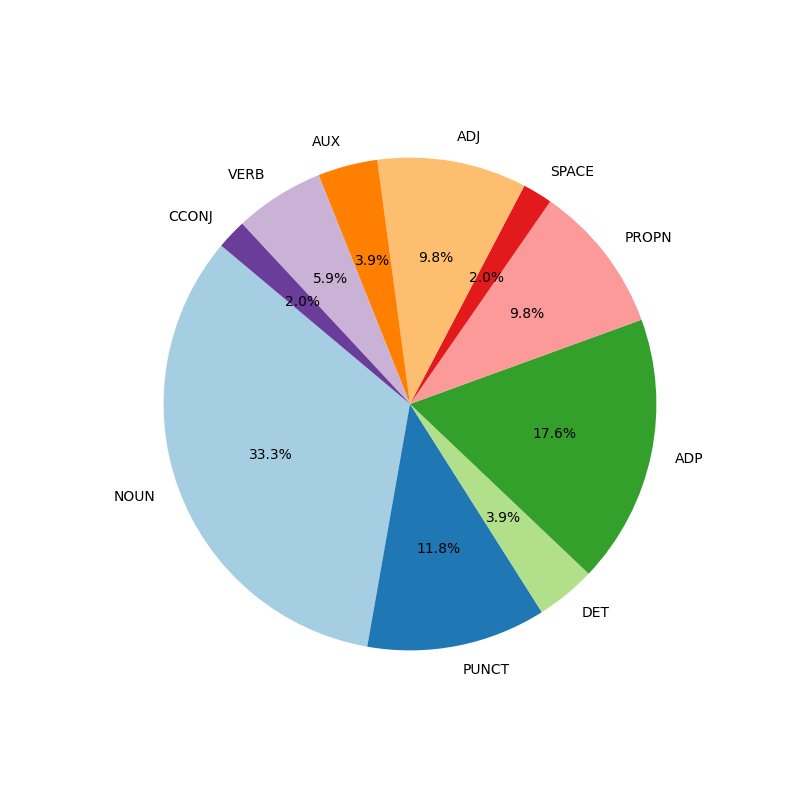 ADJ
AUX
SPACE
VERB
CCONJ
PROPN
9.8%
3.9%
2.0%
5.9%
2.0%
9.8%
17.6%
33.3%
ADP
NOUN
3.9%
11.8%
DET
PUNCT